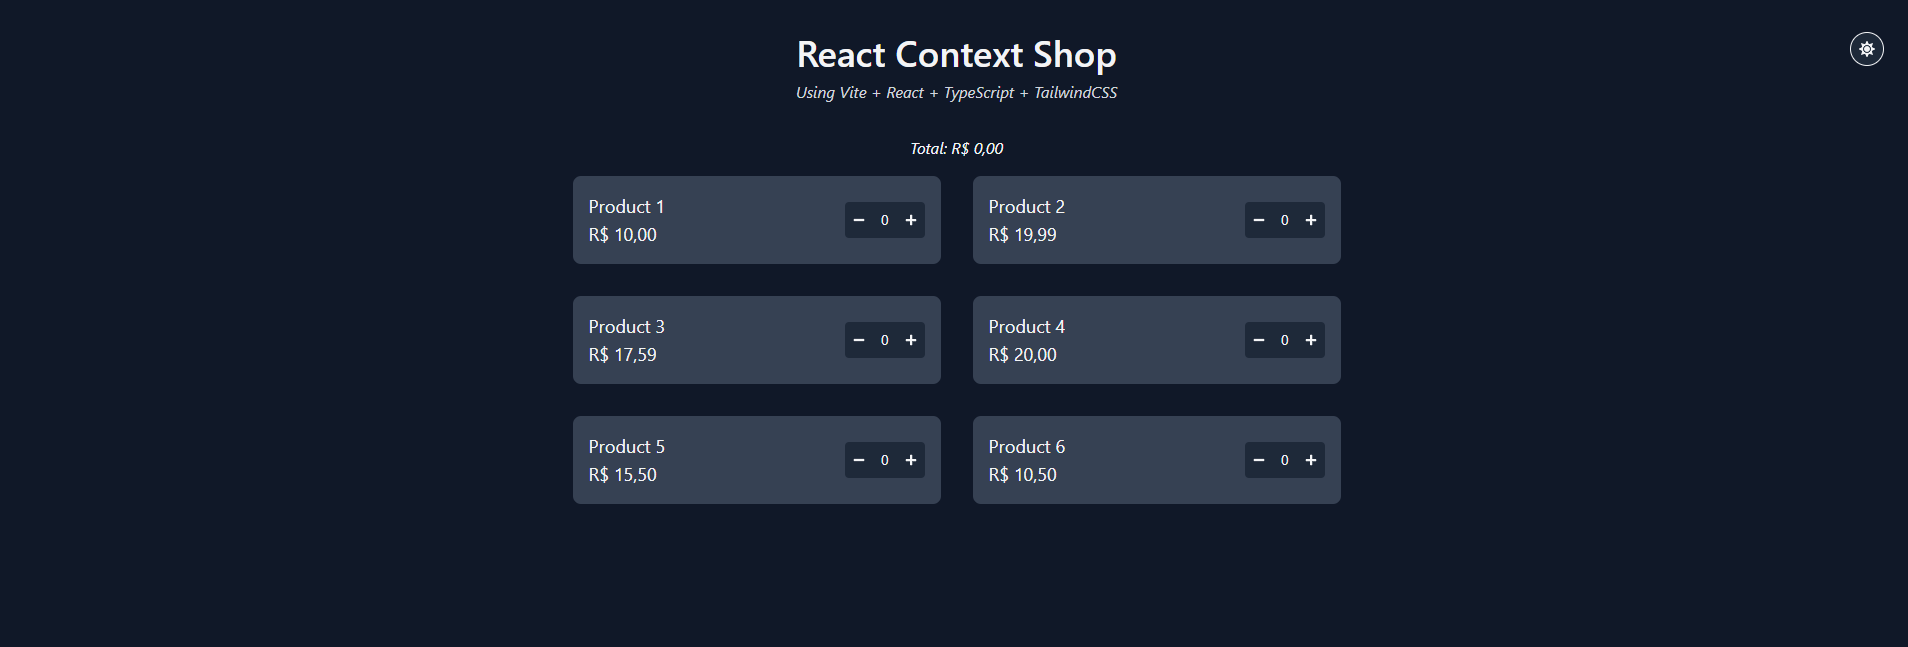 React Context Shop
Using Vite + React + TypeScript + TailwindCSS
Total: R$ 0,00
Product 1
R$ 10,00
− 0 +
Product 2
R$ 19,99
− 0 +
Product 3
R$ 17,59
− 0 +
Product 4
R$ 20,00
− 0 +
Product 5
R$ 15,50
− 0 +
Product 6
R$ 10,50
− 0 +